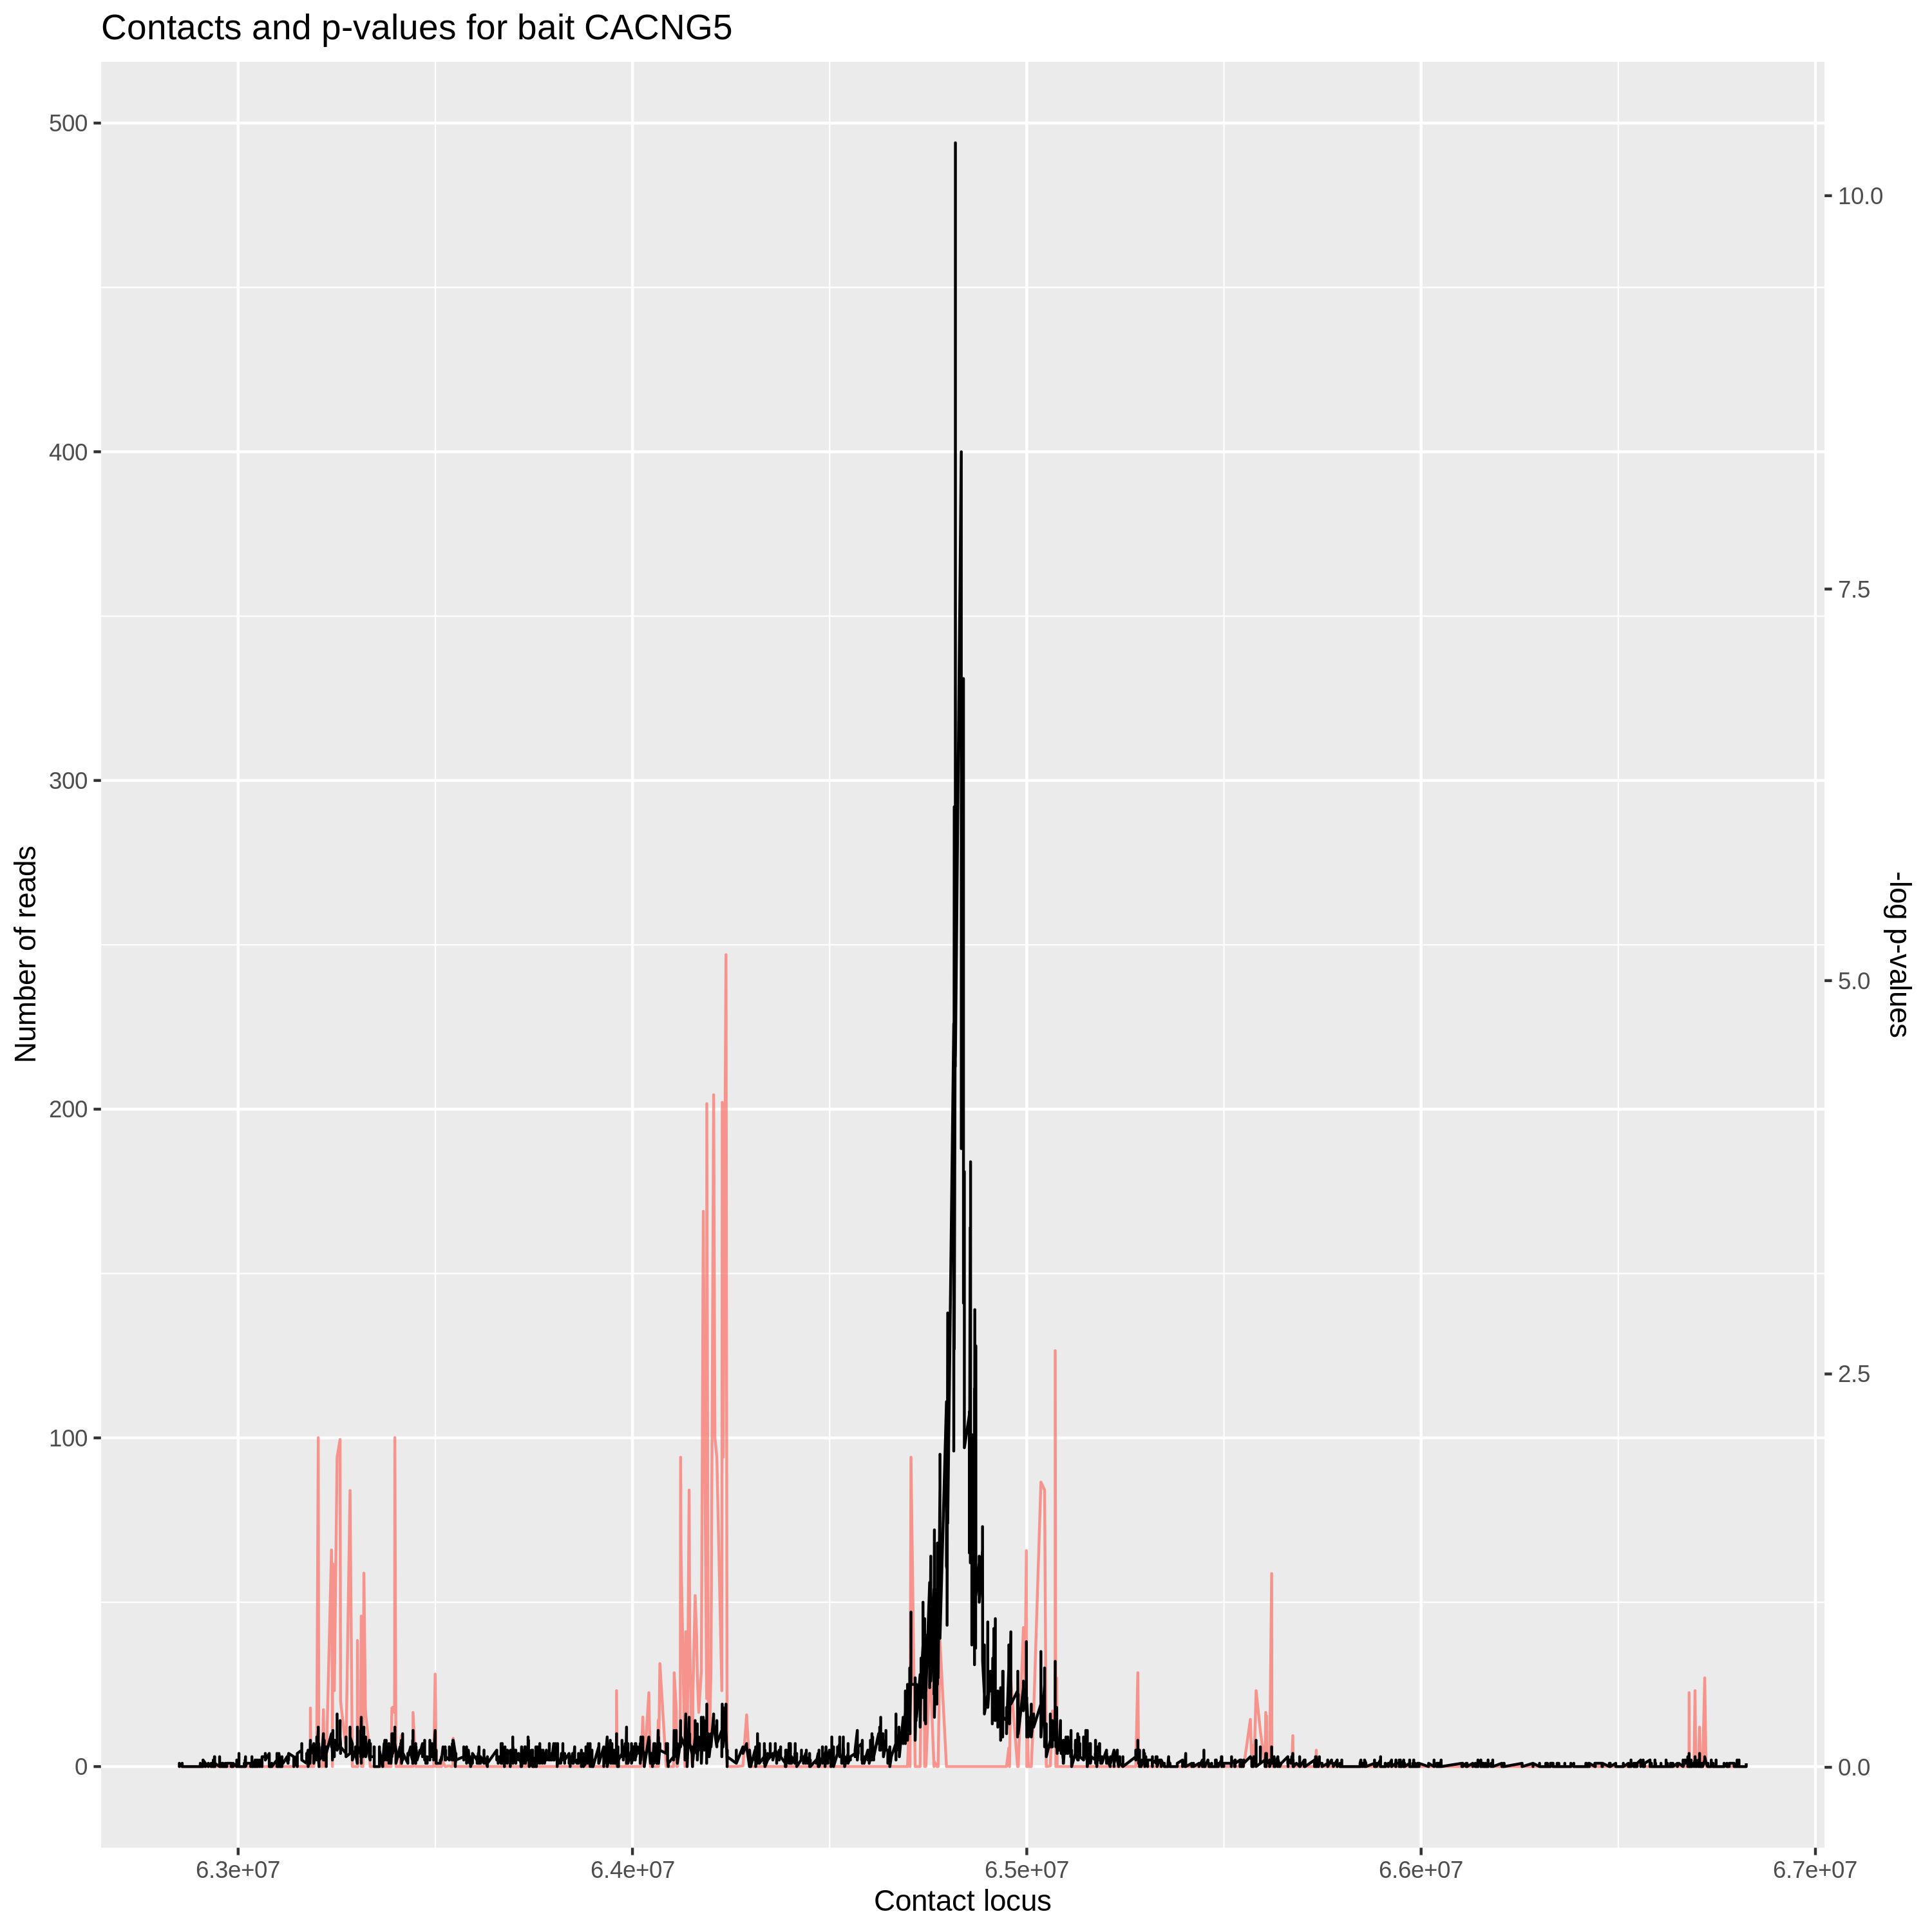 Contacts and p-values for bait CACNG5
500
400
300
200
100
0
Number of reads
10.0
7.5
5.0
2.5
0.0
-log p-values
6.3e+07
6.4e+07
6.5e+07
6.6e+07
6.7e+07
Contact locus